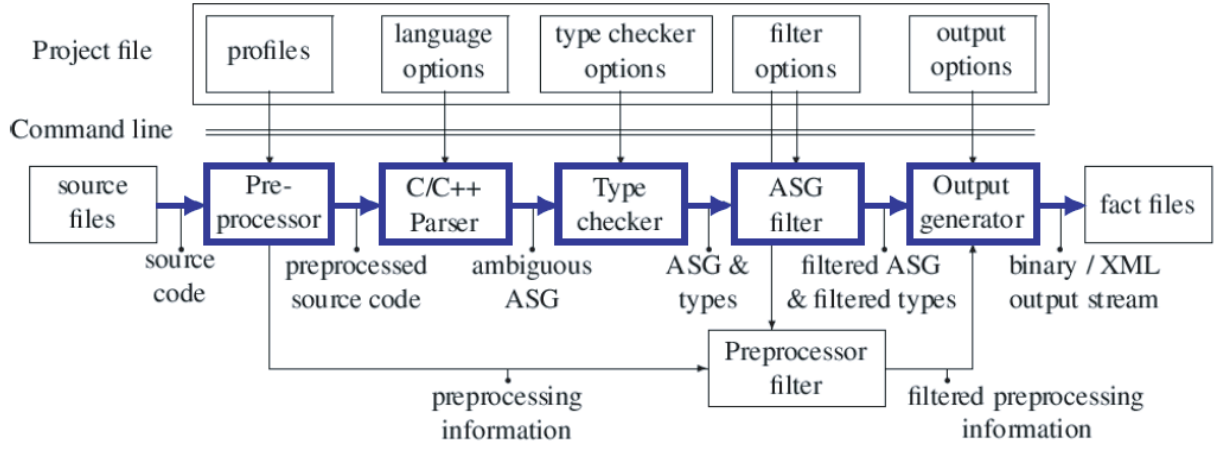 Project file
profiles
language
options
type checker
options
filter
options
output
options
Command line
source
files
Pre-
processor
C/C++
Parser
Type
checker
ASG
filter
Output
generator
fact files
source
code
preprocessed
source code
ambiguous
ASG
ASG &
types
filtered ASG
& filtered types
binary / XML
output stream
Preprocessor
filter
preprocessing
information
filtered preprocessing
information